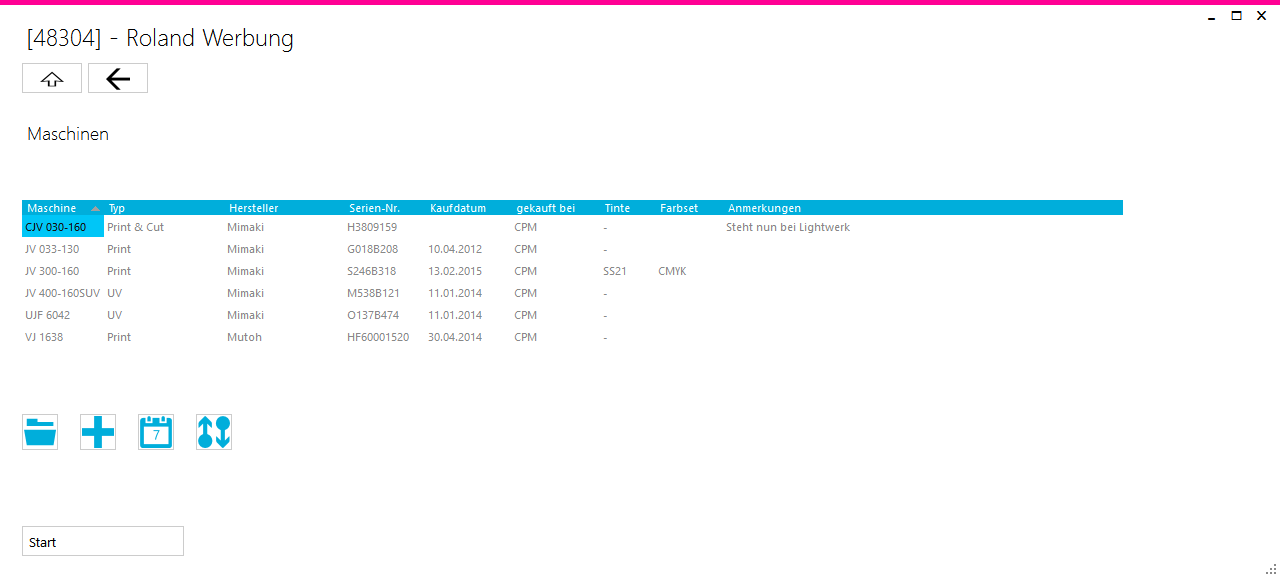 [48304] - Roland Werbung
Maschinen
Maschine Typ Hersteller Serien-Nr. Kaufdatum gekauft bei Tinte Farbset Anmerkungen
CJV 030-160 Print & Cut Mimaki H3809159 CPM - Steht nun bei Lightwerk
JV 033-130 Print Mimaki G018B208 10.04.2012 CPM -
JV 300-160 Print Mimaki S246B318 13.02.2015 CPM SS21 CMYK
JV 400-160SUV UV Mimaki M538B121 11.01.2014 CPM -
UJF 6042 UV Mimaki O137B474 11.01.2014 CPM -
VJ 1638 Print Mutoh HF60001520 30.04.2014 CPM -
7
Start